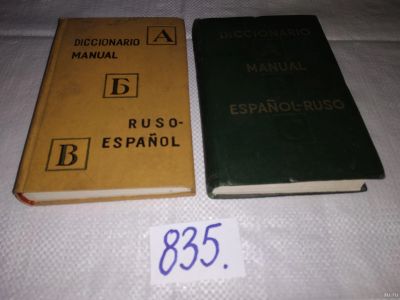 DICCIONARIO А
MANUAL
Б
RUSO-
ESPAÑOL
В
DICCIONARIO
MANUAL
ESPAÑOL-RUSO
835.